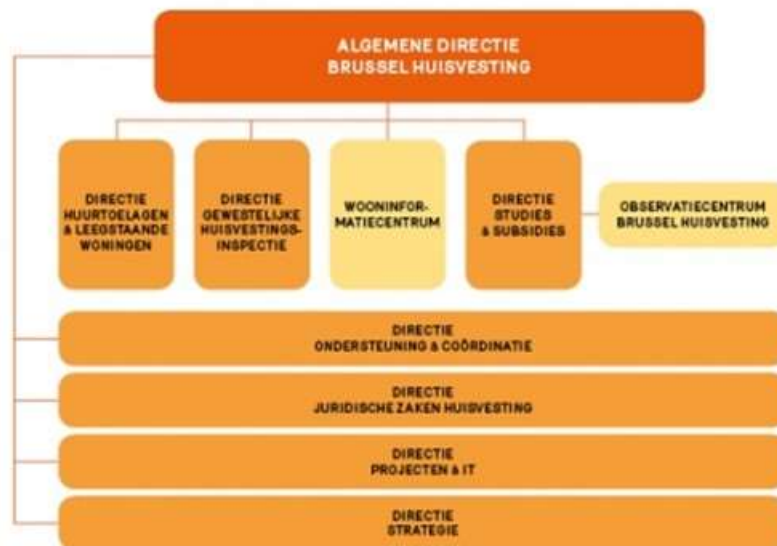 ALGEMENE DIRECTIE
BRUSSEL HUISVESTING
DIRECTIE
HUURTOELAGEN
& LEEGSTAANDE
WONINGEN
DIRECTIE
GEWESTELIJKE
HUISVESTINGS-
INSPECTIE
WOONINFOR-
MATIECENTRUM
DIRECTIE
STUDIES
& SUBSIDIES
OBSERVATIECENTRUM
BRUSSEL HUISVESTING
DIRECTIE
ONDERSTEUNING & COÖRDINATIE
DIRECTIE
JURIDISCHE ZAKEN HUISVESTING
DIRECTIE
PROJECTEN & IT
DIRECTIE
STRATEGIE